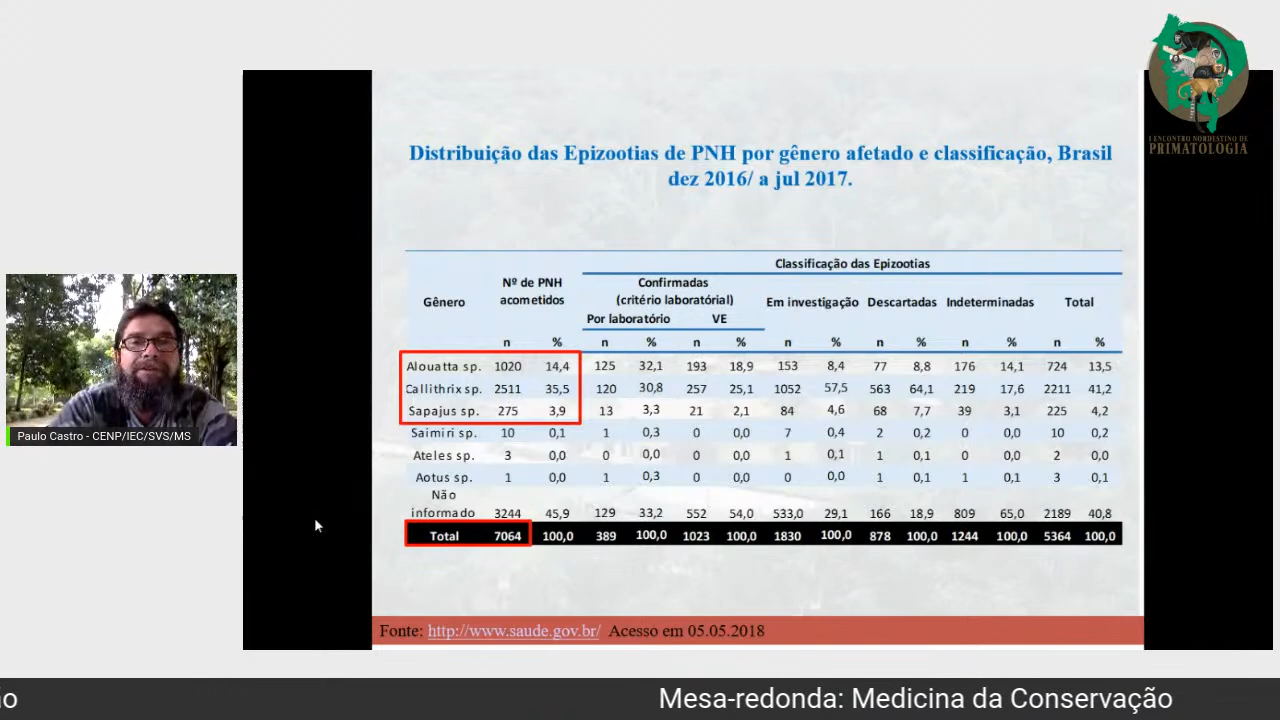 I ENCONTRO NORDESTINO DE
PRIMATOLOGIA
Distribuição das Epizootias de PNH por gênero afetado e classificação, Brasil
dez 2016/ a jul 2017.
Gênero
Nº de PNH
acometidos
Classificação das Epizootias
Confirmadas
(critério laboratórial)
Em investigação Descartadas Indeterminadas Total
Por laboratório VE
n % n % n % n % n % n % n %
Alouatta sp. 1020 14,4 125 32,1 193 18,9 153 8,4 77 8,8 176 14,1 724 13,5
Callithrix sp. 2511 35,5 120 30,8 257 25,1 1052 57,5 563 64,1 219 17,6 2211 41,2
Sapajus sp. 275 3,9 13 3,3 21 2,1 84 4,6 68 7,7 39 3,1 225 4,2
Saimiri sp. 10 0,1 1 0,3 0 0,0 7 0,4 2 0,2 0 0,0 10 0,2
Ateles sp. 3 0,0 0 0,0 0 0,0 1 0,1 1 0,1 0 0,0 2 0,0
Aotus sp. 1 0,0 1 0,3 0 0,0 0 0,0 1 0,1 1 0,1 3 0,1
Não
informado 3244 45,9 129 33,2 552 54,0 533,0 29,1 166 18,9 809 65,0 2189 40,8
Total 7064 100,0 389 100,0 1023 100,0 1830 100,0 878 100,0 1244 100,0 5364 100,0
Paulo Castro - CENP/IEC/SVS/MS
Fonte: http://www.saude.gov.br/ Acesso em 05.05.2018
ão Mesa-redonda: Medicina da Conservação